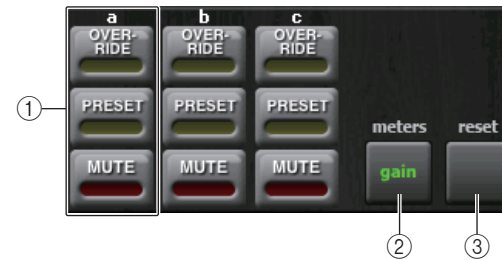 a b c
OVER-
RIDE
OVER-
RIDE
OVER-
RIDE
PRESET PRESET PRESET
MUTE MUTE MUTE
meters reset
gain
①
②
③